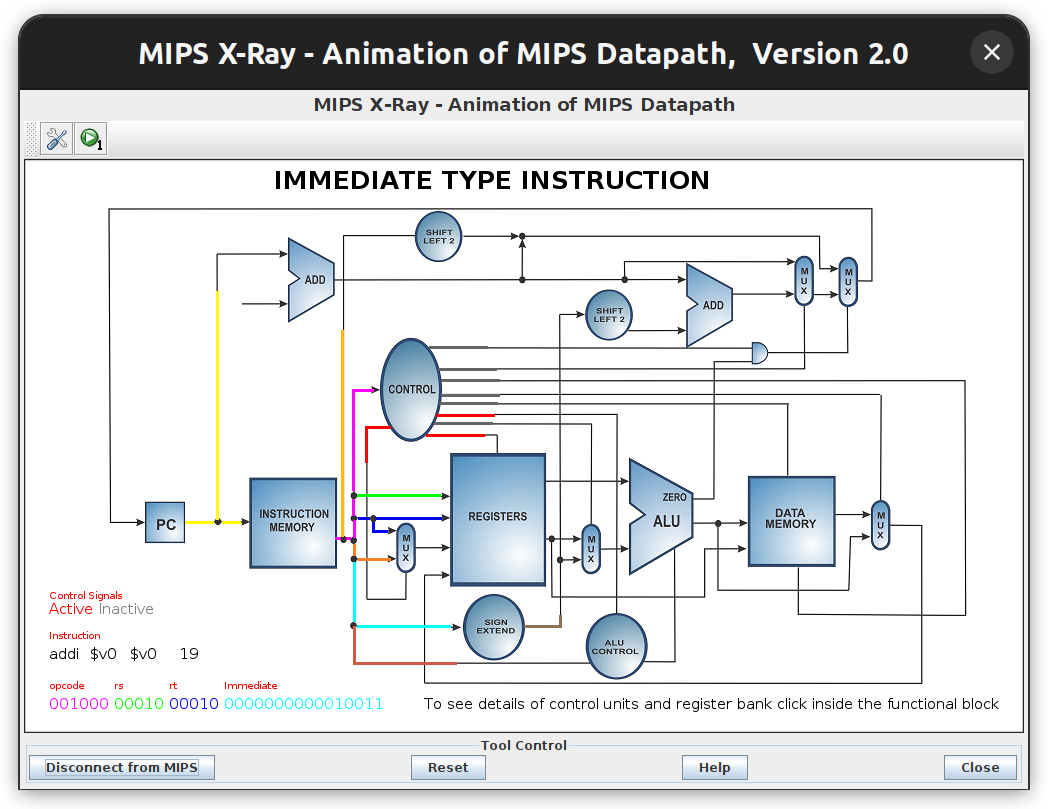 MIPS X-Ray - Animation of MIPS Datapath,  Version 2.0
MIPS X-Ray - Animation of MIPS Datapath
1
IMMEDIATE TYPE INSTRUCTION
SHIFT
LEFT 2
ADD
MUX
MUX
SHIFT
LEFT 2
ADD
CONTROL
PC
INSTRUCTION
MEMORY
MUX
REGISTERS
MUX
ZERO
ALU
DATA
MEMORY
MUX
SIGN
EXTEND
ALU
CONTROL
Control Signals
Active Inactive
Instruction
addi $v0 $v0 19
opcode rs rt Immediate
001000 00010 00010 0000000000010011
To see details of control units and register bank click inside the functional block
Tool Control
Disconnect from MIPS Reset Help Close